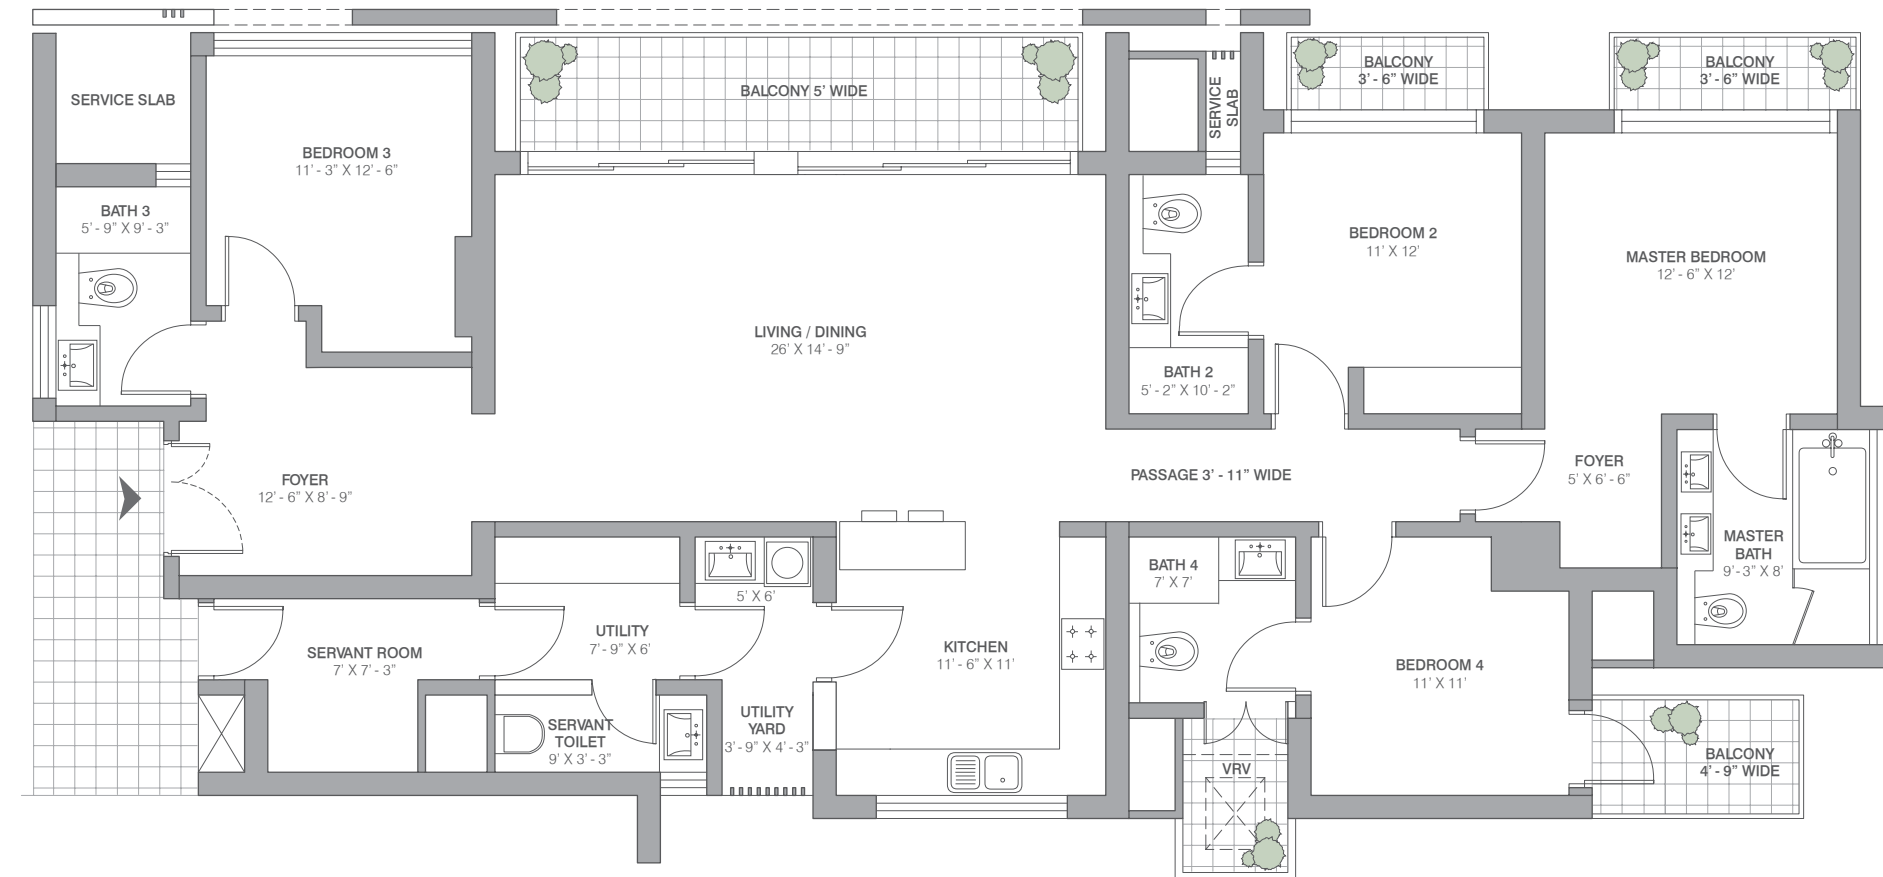 SERVICE SLAB
BEDROOM 3
11' - 3" X 12' - 6"
BATH 3
5' - 9" X 9' - 3"
BALCONY 5' WIDE
SERVICE
SLAB
BALCONY
3' - 6" WIDE
BALCONY
3' - 6" WIDE
BEDROOM 2
11' X 12'
MASTER BEDROOM
12' - 6" X 12'
LIVING / DINING
26' X 14' - 9"
BATH 2
5' - 2" X 10' - 2"
FOYER
12' - 6" X 8' - 9"
PASSAGE 3' - 11" WIDE
FOYER
5' X 6' - 6"
MASTER
BATH
9' - 3" X 8'
5' X 6'
BATH 4
7' X 7'
SERVANT ROOM
7' X 7' - 3"
UTILITY
7' - 9" X 6'
KITCHEN
11' - 6" X 11'
BEDROOM 4
11' X 11'
SERVANT
TOILET
9' X 3' - 3"
UTILITY
YARD
3' - 9" X 4' - 3"
VRV
BALCONY
4' - 9" WIDE